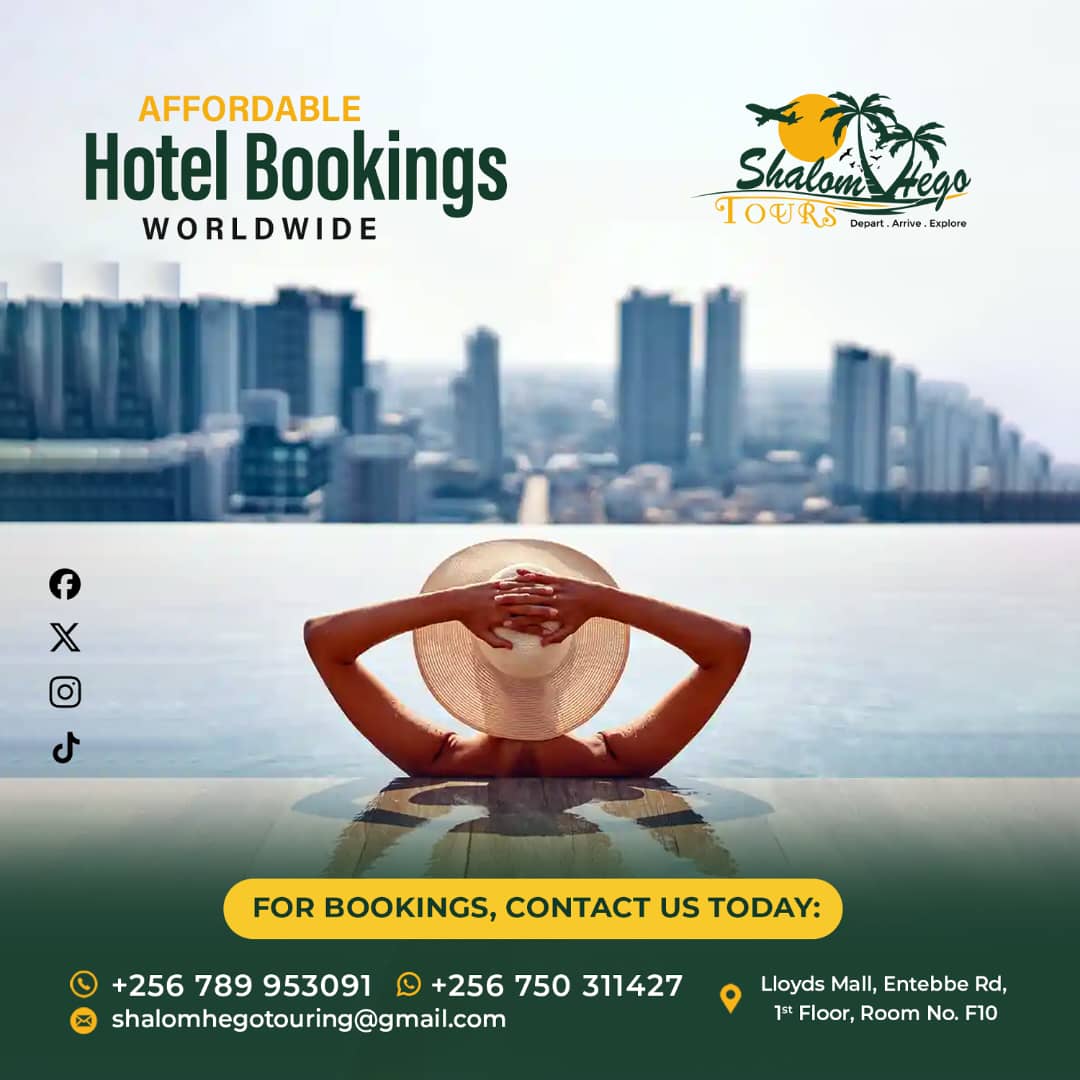 AFFORDABLE
Hotel Bookings
WORLDWIDE
Shalom Hego
TOURS
Depart . Arrive . Explore
FOR BOOKINGS, CONTACT US TODAY:
+256 789 953091
+256 750 311427
shalomhegotouring@gmail.com
Lloyds Mall, Entebbe Rd,
1st Floor, Room No. F10